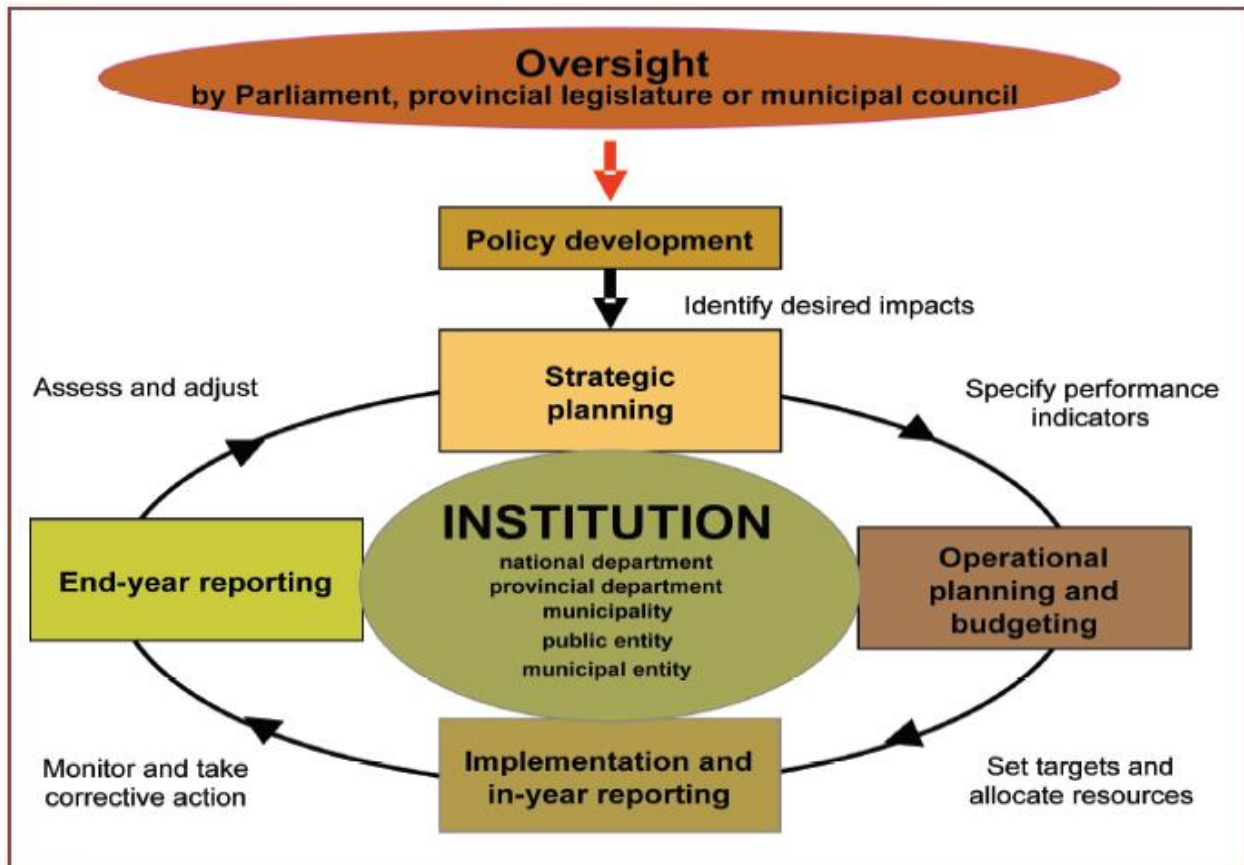 Oversight
by Parliament, provincial legislature or municipal council
Policy development
Identify desired impacts
Strategic
planning
Assess and adjust
Specify performance
indicators
INSTITUTION
national department
provincial department
municipality
public entity
municipal entity
End-year reporting
Operational
planning and
budgeting
Implementation and
in-year reporting
Monitor and take
corrective action
Set targets and
allocate resources